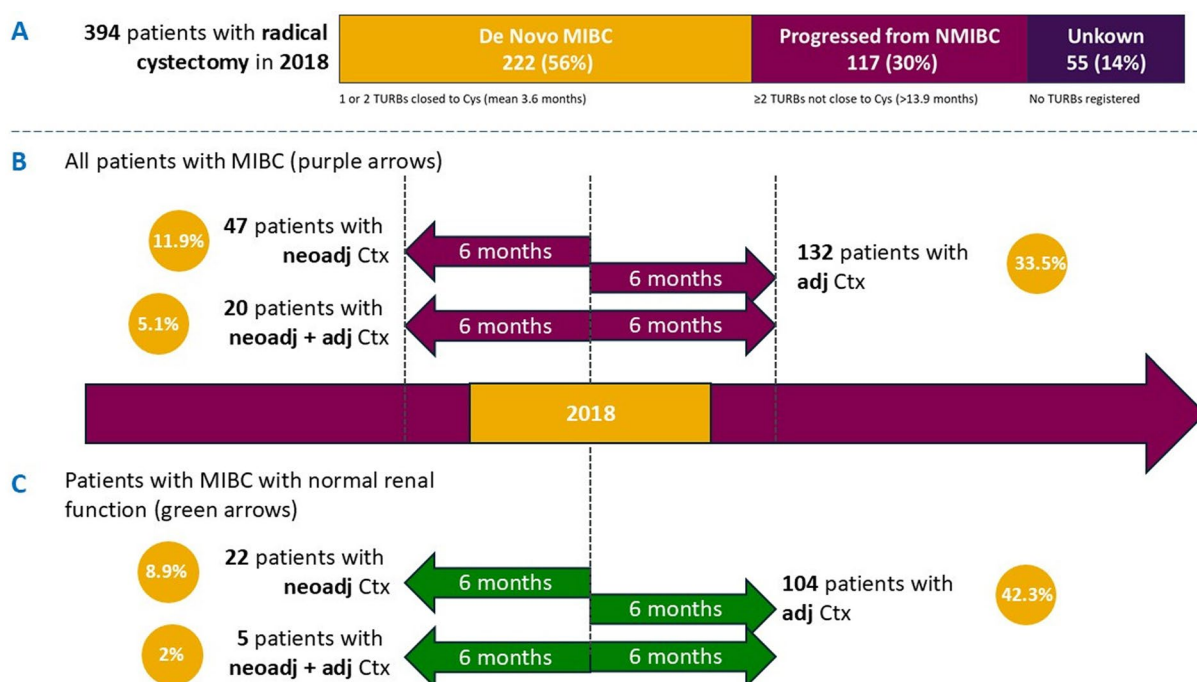 A
394 patients with radical
cystectomy in 2018
De Novo MIBC
222 (56%)
Progressed from NMIBC
117 (30%)
Unkown
55 (14%)
1 or 2 TURBs closed to Cys (mean 3.6 months)
≥2 TURBs not close to Cys (>13.9 months)
No TURBs registered
B
All patients with MIBC (purple arrows)
11.9%
47 patients with
neoadj Ctx
6 months
6 months
132 patients with
adj Ctx
33.5%
5.1%
20 patients with
neoadj + adj Ctx
6 months
6 months
2018
C
Patients with MIBC with normal renal
function (green arrows)
8.9%
22 patients with
neoadj Ctx
6 months
6 months
104 patients with
adj Ctx
42.3%
2%
5 patients with
neoadj + adj Ctx
6 months
6 months